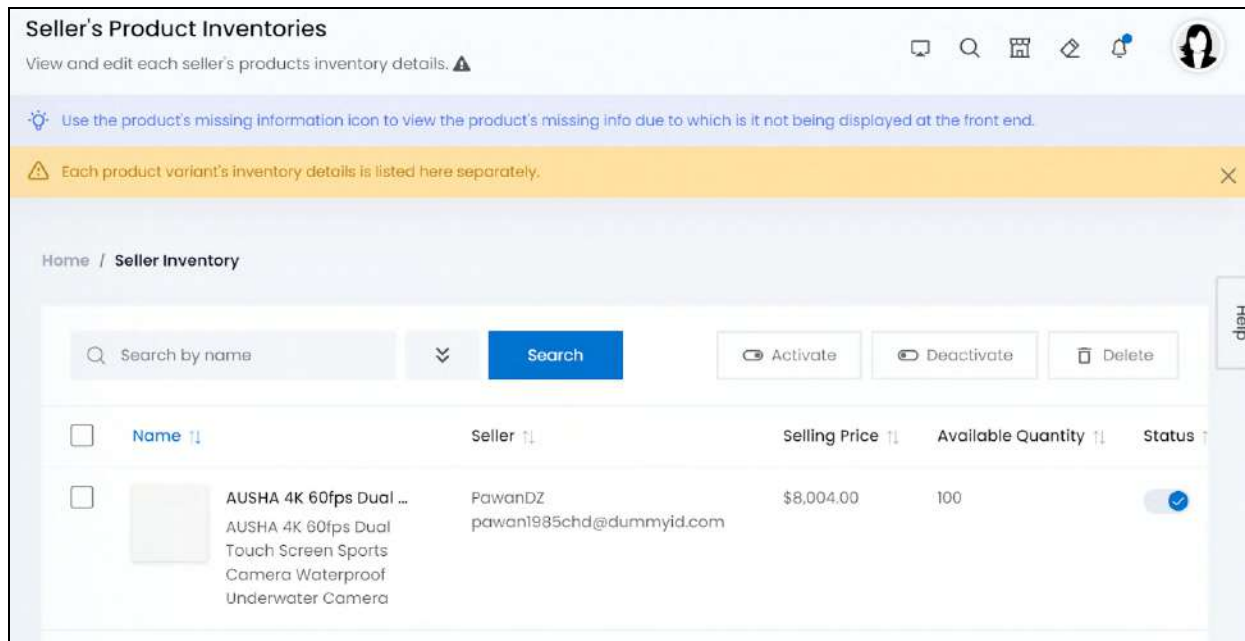 Seller's Product Inventories
View and edit each seller's products inventory details.
Use the product's missing information icon to view the product's missing info due to which is it not being displayed at the front end.
Each product variant's inventory details is listed here separately.
Home / Seller Inventory
Help
Search by name
Search
Activate
Deactivate
Delete
Name
Seller
Selling Price
Available Quantity
Status
AUSHA 4K 60fps Dual ...
PawanDZ
$8,004.00
100
AUSHA 4K 60fps Dual
pawan1985chd@dummyid.com
Touch Screen Sports
Camera Waterproof
Underwater Camera